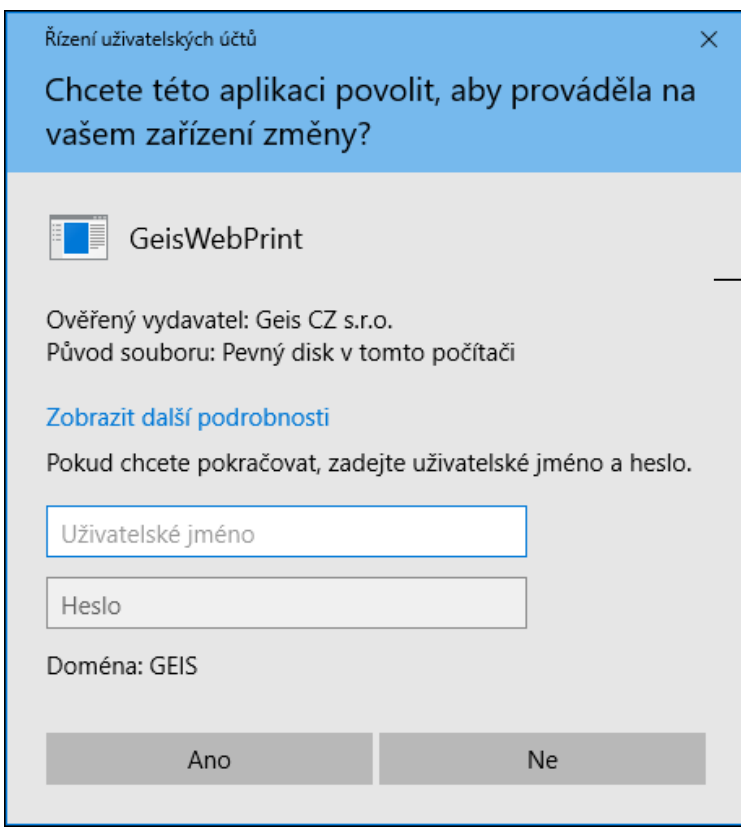 Řízení uživatelských účtů
Chcete této aplikaci povolit, aby prováděla na
vašem zařízení změny?
GeisWebPrint
Ověřený vydavatel: Geis CZ s.r.o.
Původ souboru: Pevný disk v tomto počítači
Zobrazit další podrobnosti
Pokud chcete pokračovat, zadejte uživatelské jméno a heslo.
Uživatelské jméno
Heslo
Doména: GEIS
Ano
Ne